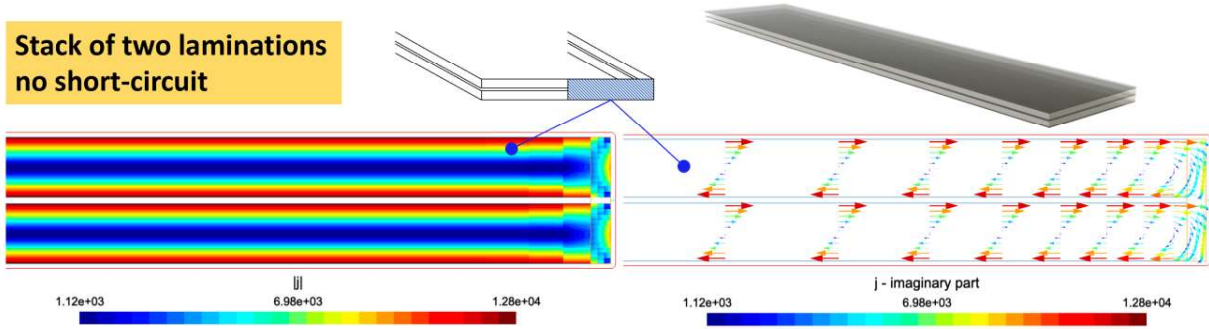 Stack of two laminations
no short-circuit
|j|
1.12e+03 6.98e+03 1.28e+04
j - imaginary part
1.12e+03 6.98e+03 1.28e+04